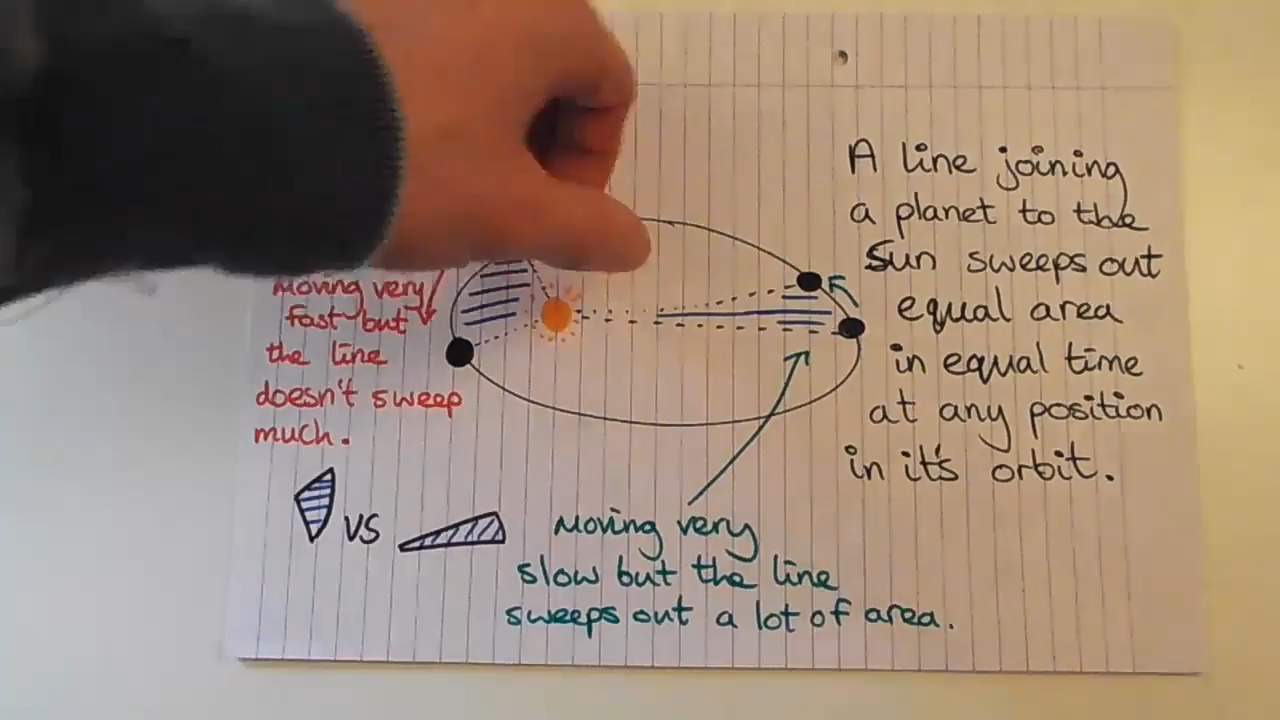 A line joining
a planet to the
Sun sweeps out
equal area
in equal time
at any position
in it's orbit.
Moving very
fast but
the line
doesn't sweep
much.
VS
Moving very
slow but the line
sweeps out a lot of area.